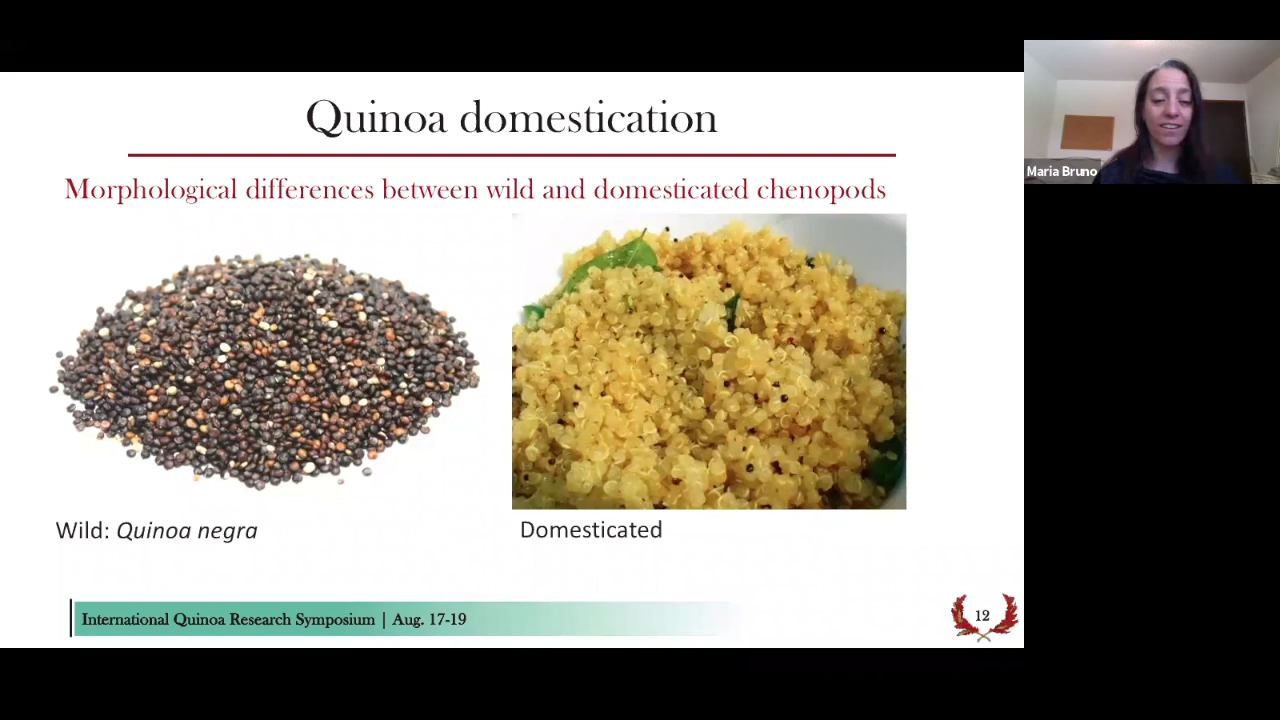 Quinoa domestication
Morphological differences between wild and domesticated chenopods
Wild: Quinoa negra
Domesticated
International Quinoa Research Symposium | Aug. 17-19
12
Maria Bruno